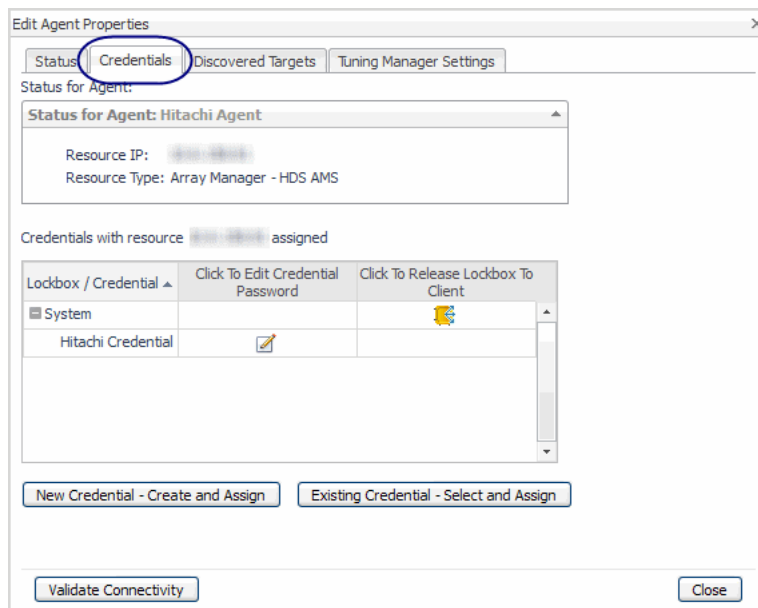 Edit Agent Properties
Status Credentials Discovered Targets Tuning Manager Settings
Status for Agent:
Status for Agent: Hitachi Agent
Resource IP:
Resource Type: Array Manager - HDS AMS
Credentials with resource assigned
Lockbox / Credential Click To Edit Credential Password Click To Release Lockbox To Client
System
Hitachi Credential
New Credential - Create and Assign Existing Credential - Select and Assign
Validate Connectivity Close